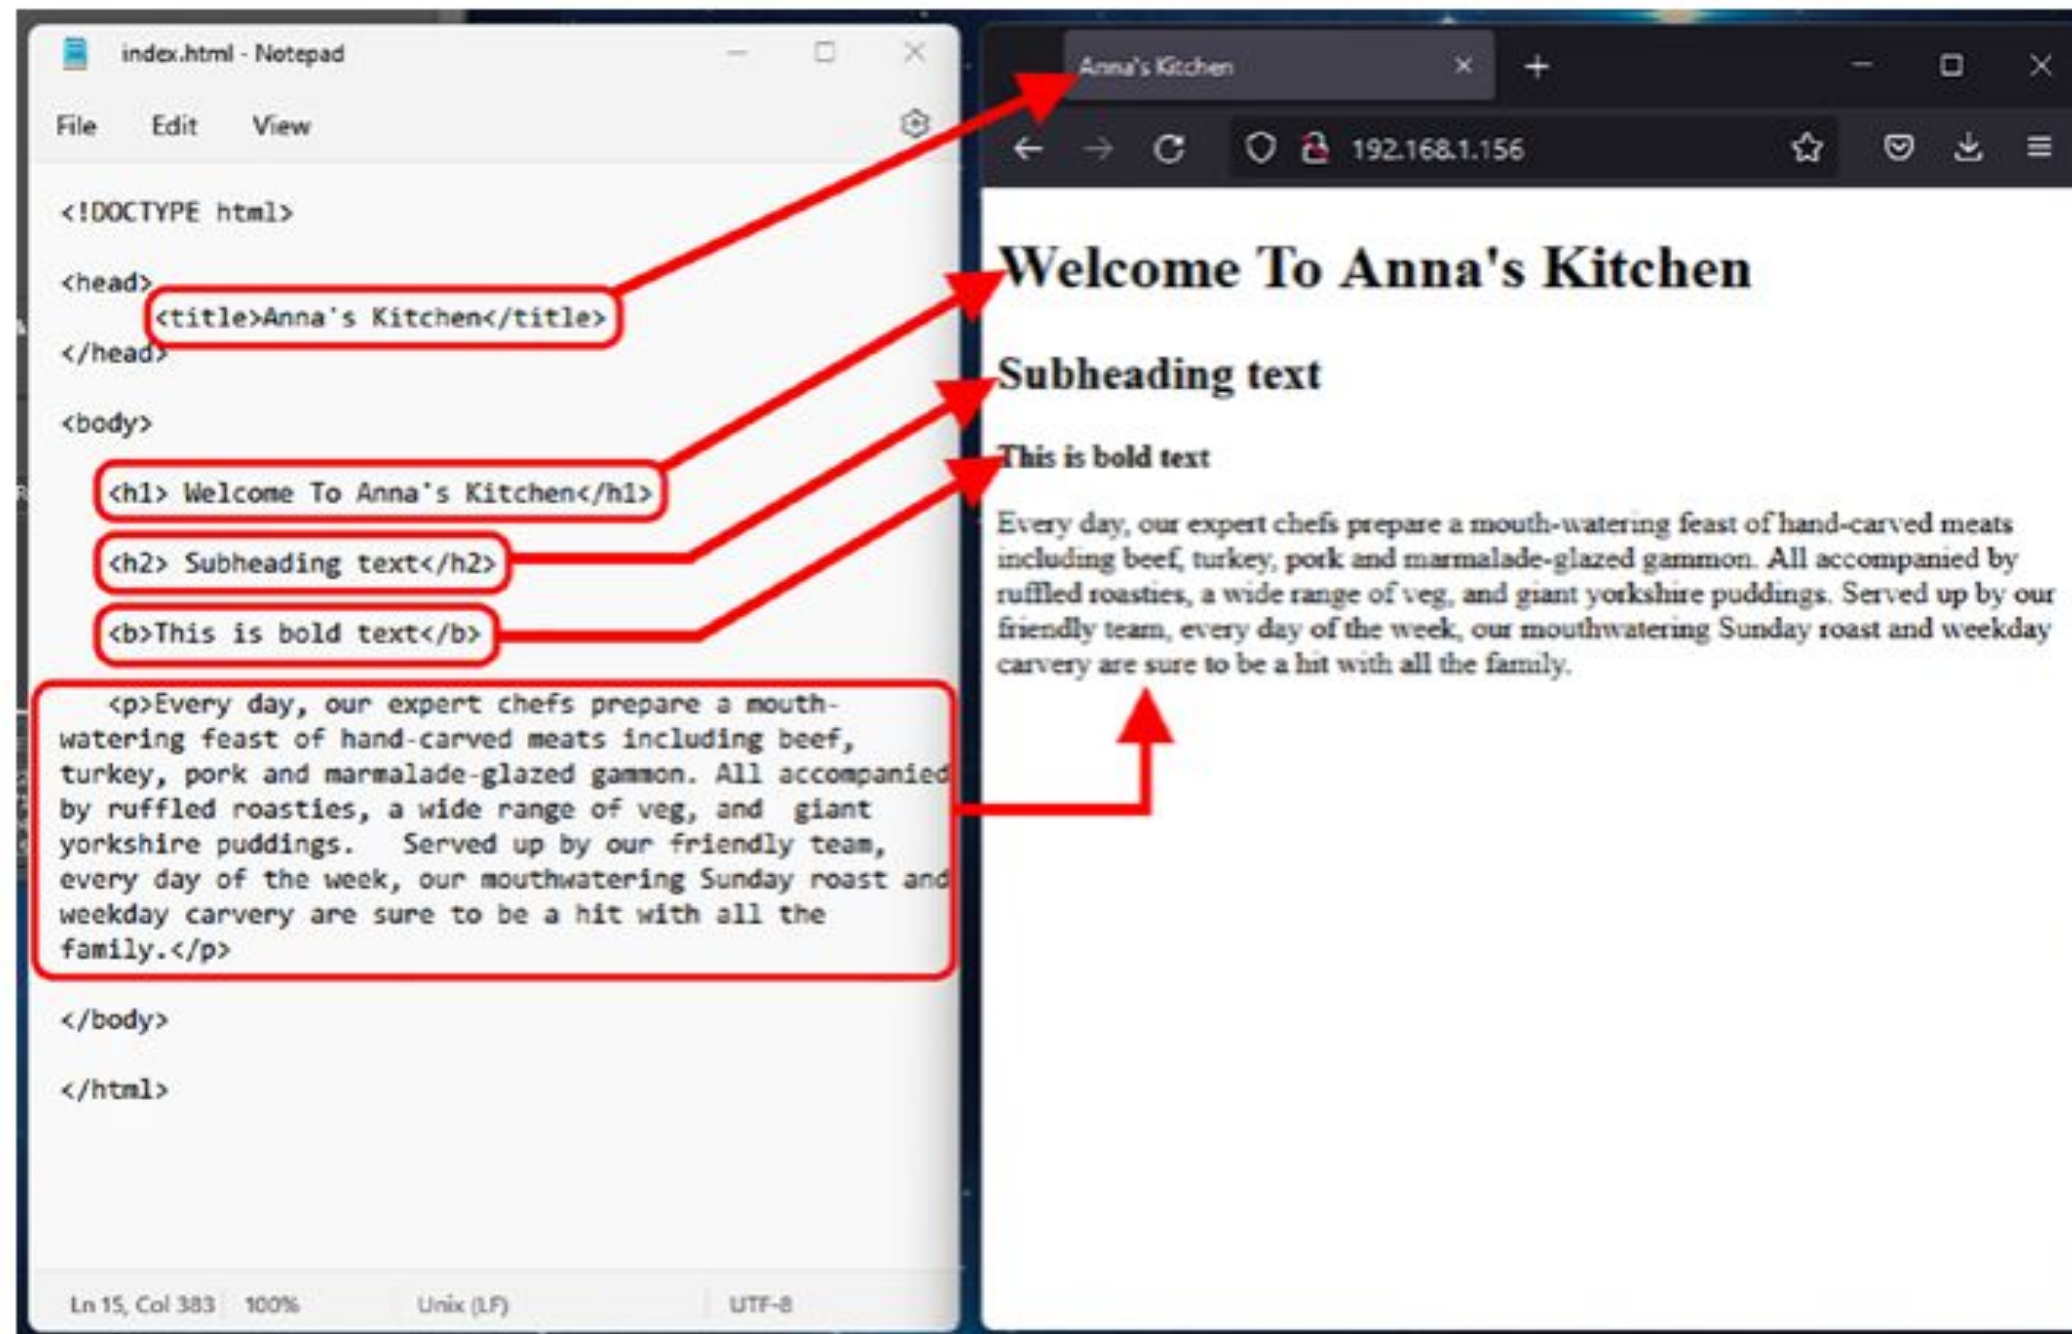 index.html - Notepad
File Edit View
<!DOCTYPE html>
<head>
<title>Anna's Kitchen</title>
</head>
<body>
<h1> Welcome To Anna's Kitchen</h1>
<h2> Subheading text</h2>
<b>This is bold text</b>
<p>Every day, our expert chefs prepare a mouth-
watering feast of hand-carved meats including beef,
turkey, pork and marmalade-glazed gammon. All accompanied
by ruffled roasties, a wide range of veg, and  giant
yorkshire puddings.   Served up by our friendly team,
every day of the week, our mouthwatering Sunday roast and
weekday carvery are sure to be a hit with all the
family.</p>
</body>
</html>
Ln 15, Col 383 100% Unix (LF) UTF-8
Anna's Kitchen
192.168.1.156
Welcome To Anna's Kitchen
Subheading text
This is bold text
Every day, our expert chefs prepare a mouth-watering feast of hand-carved meats
including beef, turkey, pork and marmalade-glazed gammon. All accompanied by
ruffled roasties, a wide range of veg, and giant yorkshire puddings. Served up by our
friendly team, every day of the week, our mouthwatering Sunday roast and weekday
carvery are sure to be a hit with all the family.